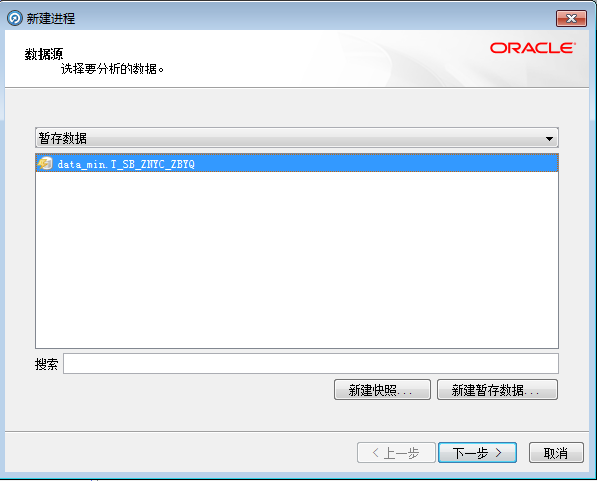 新建进程
数据源
选择要分析的数据。
ORACLE
暂存数据
data_min.T_SB_ZNYC_ZBYQ
搜索
新建快照...
新建暂存数据...
< 上一步
下一步 >
取消